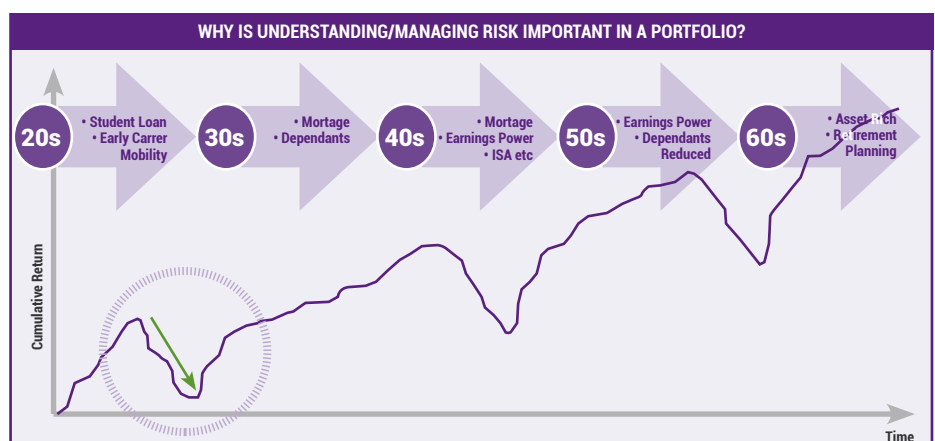 WHY IS UNDERSTANDING/MANAGING RISK IMPORTANT IN A PORTFOLIO?
20s
• Student Loan
• Early Carrer
Mobility
30s
• Mortage
• Dependants
40s
• Mortage
• Earnings Power
• ISA etc
50s
• Earnings Power
• Dependants
Reduced
60s
• Asset Rich
• Retirement
Planning
Cumulative Return
Time